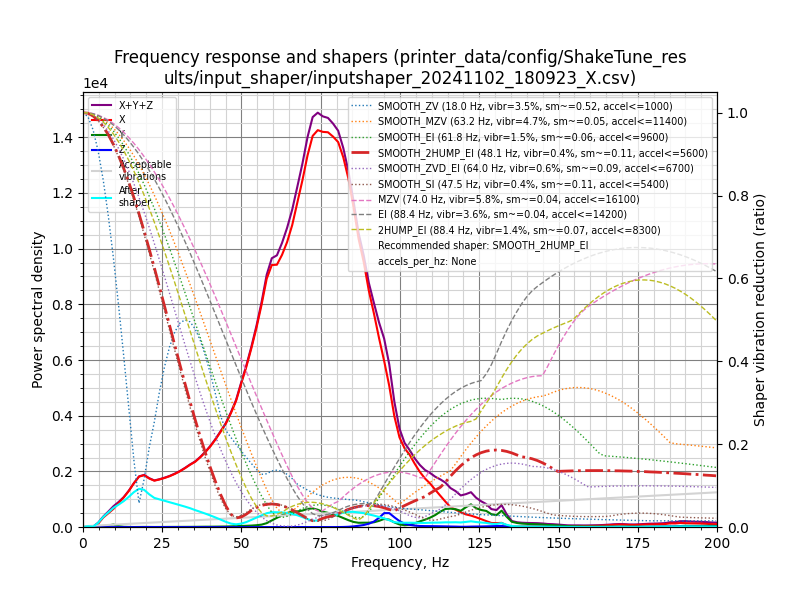 Frequency response and shapers (printer_data/config/ShakeTune_res
ults/input_shaper/inputshaper_20241102_180923_X.csv)
1e4
X+Y+Z
X
Y
Z
Acceptable
vibrations
After
shaper
SMOOTH_ZV (18.0 Hz, vibr=3.5%, sm~=0.52, accel<=1000)
SMOOTH_MZV (63.2 Hz, vibr=4.7%, sm~=0.05, accel<=11400)
SMOOTH_EI (61.8 Hz, vibr=1.5%, sm~=0.06, accel<=9600)
SMOOTH_2HUMP_EI (48.1 Hz, vibr=0.4%, sm~=0.11, accel<=5600)
SMOOTH_ZVD_EI (64.0 Hz, vibr=0.6%, sm~=0.09, accel<=6700)
SMOOTH_SI (47.5 Hz, vibr=0.4%, sm~=0.11, accel<=5400)
MZV (74.0 Hz, vibr=5.8%, sm~=0.04, accel<=16100)
EI (88.4 Hz, vibr=3.6%, sm~=0.04, accel<=14200)
2HUMP_EI (88.4 Hz, vibr=1.4%, sm~=0.07, accel<=8300)
Recommended shaper: SMOOTH_2HUMP_EI
accels_per_hz: None
Power spectral density
1.4
1.2
1.0
0.8
0.6
0.4
0.2
0.0
1.0
0.8
0.6
0.4
0.2
0.0
Shaper vibration reduction (ratio)
0
25
50
75
100
125
150
175
200
Frequency, Hz